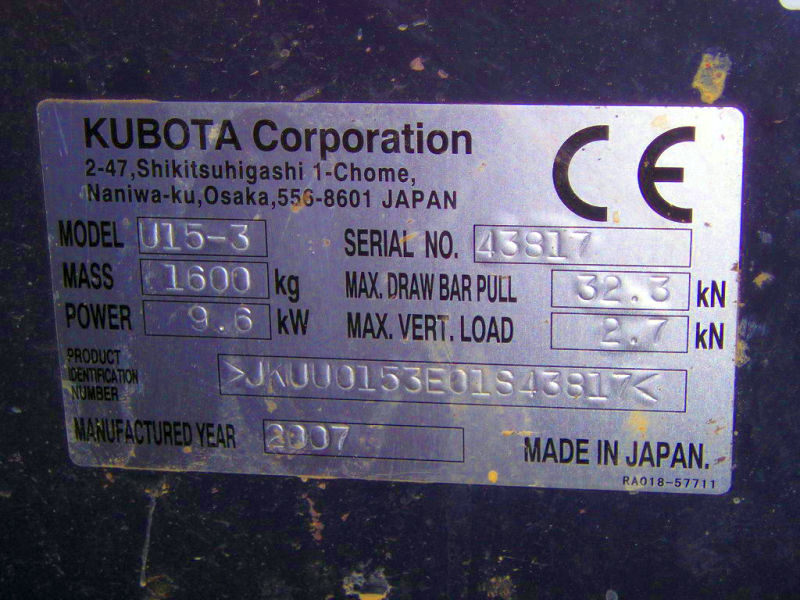 KUBOTA Corporation
2-47,Shikitsuhigashi 1-Chome,
Naniwa-ku,Osaka,556-8601 JAPAN
CE
MODEL U15-3 SERIAL NO. 43817
MASS 1600 kg MAX. DRAW BAR PULL 32.3 kN
POWER 9.6 kW MAX. VERT. LOAD 2.7 kN
PRODUCT
IDENTIFICATION
NUMBER >JKUU0153E01S43817<
MANUFACTURED YEAR 2007 MADE IN JAPAN.
RA018-57711